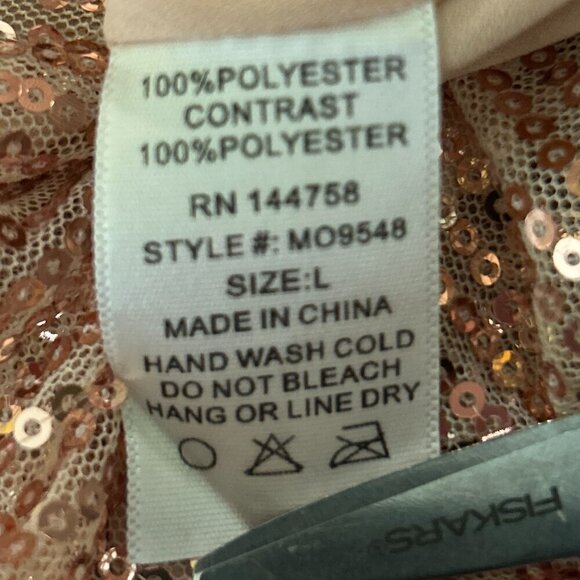 100%POLYESTER
CONTRAST
100%POLYESTER
RN 144758
STYLE #: MO9548
SIZE:L
MADE IN CHINA
HAND WASH COLD
DO NOT BLEACH
HANG OR LINE DRY
FISKARS